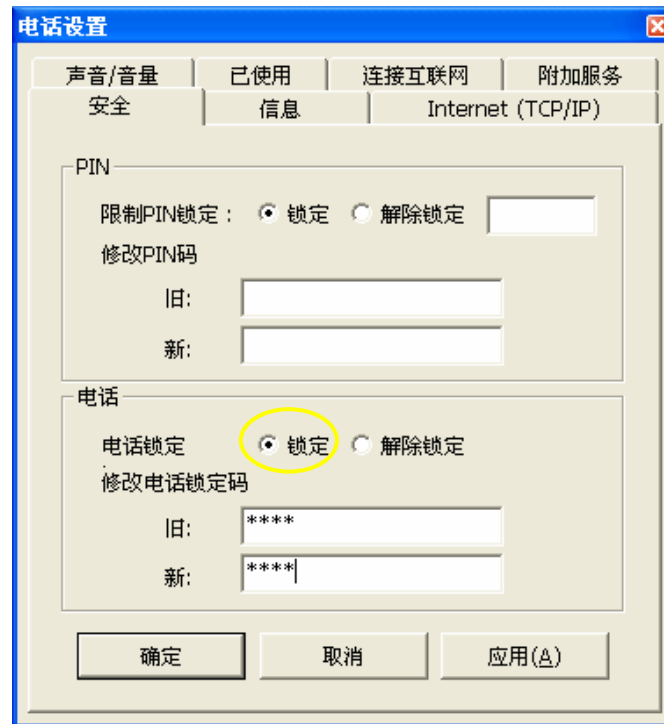 电话设置
声音/音量 已使用 连接互联网 附加服务
安全 信息 Internet (TCP/IP)
PIN
限制PIN锁定： 锁定 解除锁定
修改PIN码
旧:
新:
电话
电话锁定 锁定 解除锁定
修改电话锁定码
旧: ****
新: ****
确定 取消 应用(A)